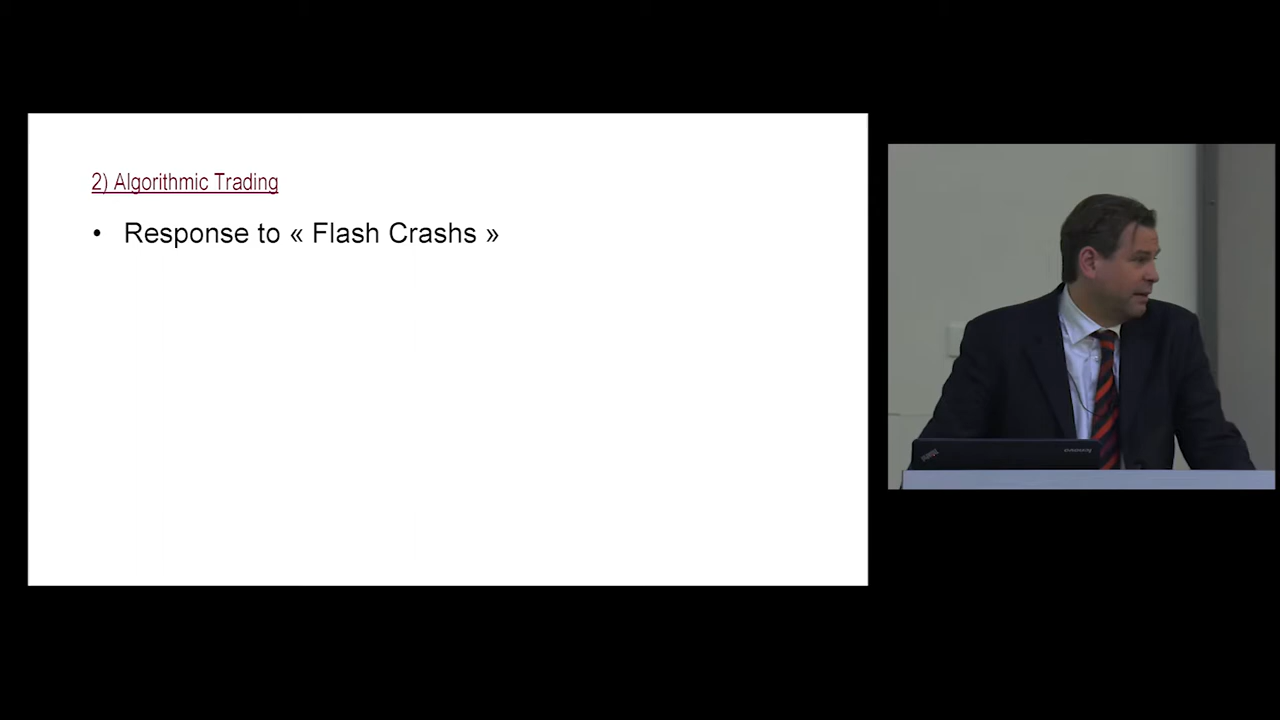 2) Algorithmic Trading
• Response to « Flash Crashs »